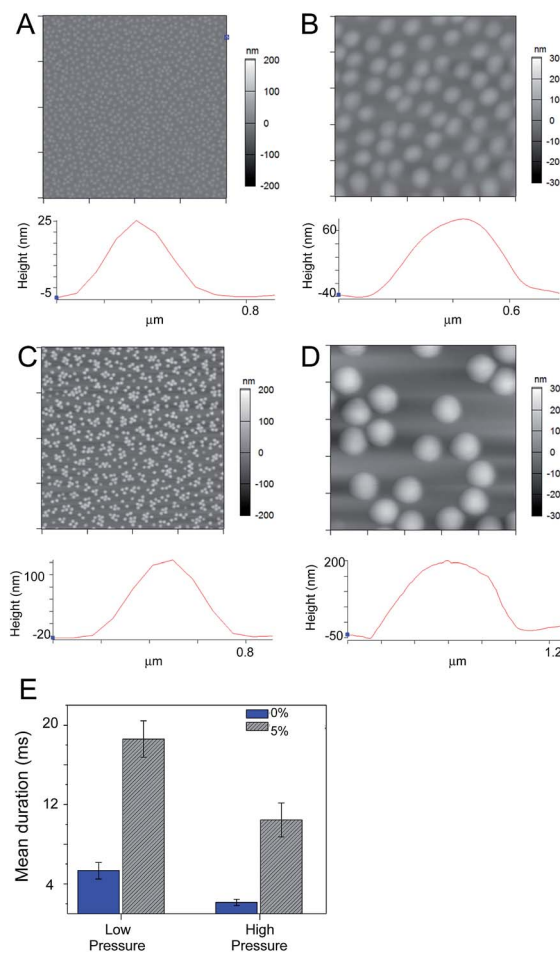 A
nm
200
100
0
-100
-200
25
-5
Height (nm)
0.8
μm
B
nm
30
20
10
0
-10
-20
-30
60
-40
Height (nm)
0.6
μm
C
nm
200
100
0
-100
-200
100
-20
Height (nm)
0.8
μm
D
nm
30
20
10
0
-10
-20
-30
200
-50
Height (nm)
1.2
μm
E
0%
5%
20
12
4
Mean duration (ms)
Low
Pressure
High
Pressure